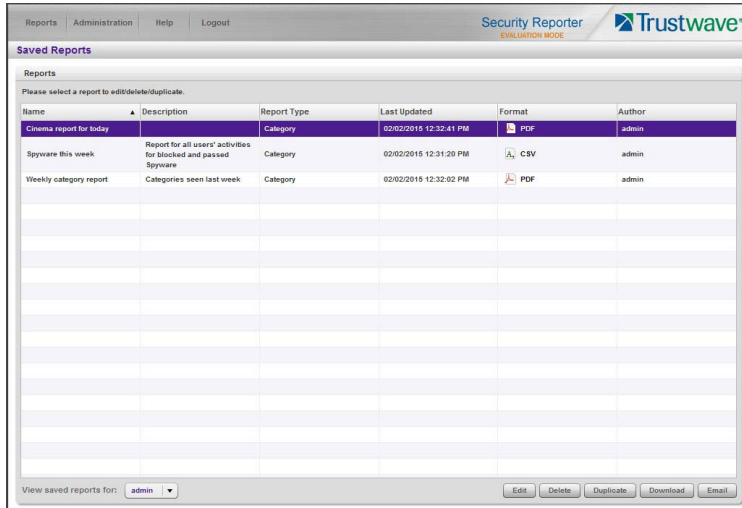 Reports Administration Help Logout
Security Reporter
EVALUATION MODE
Trustwave®
Saved Reports
Reports
Please select a report to edit/delete/duplicate.
Name ▲ Description Report Type Last Updated Format Author
Cinema report for today Category 02/02/2015 12:32:41 PM PDF admin
Spyware this week Report for all users' activities for blocked and passed Spyware Category 02/02/2015 12:31:20 PM CSV admin
Weekly category report Categories seen last week Category 02/02/2015 12:32:02 PM PDF admin
View saved reports for: admin ▼ Edit Delete Duplicate Download Email